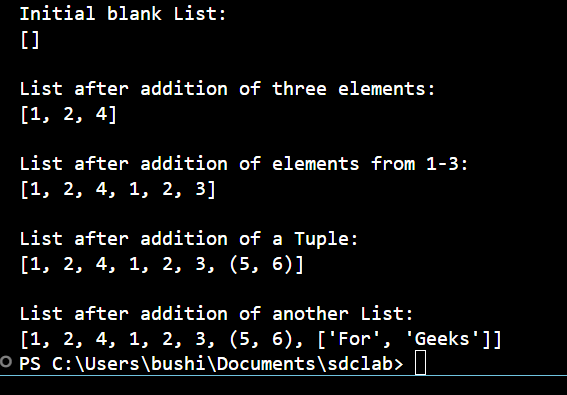 Initial blank List:
[]
List after addition of three elements:
[1, 2, 4]
List after addition of elements from 1-3:
[1, 2, 4, 1, 2, 3]
List after addition of a Tuple:
[1, 2, 4, 1, 2, 3, (5, 6)]
List after addition of another List:
[1, 2, 4, 1, 2, 3, (5, 6), ['For', 'Geeks']]
PS C:\Users\bushi\Documents\sdclab>